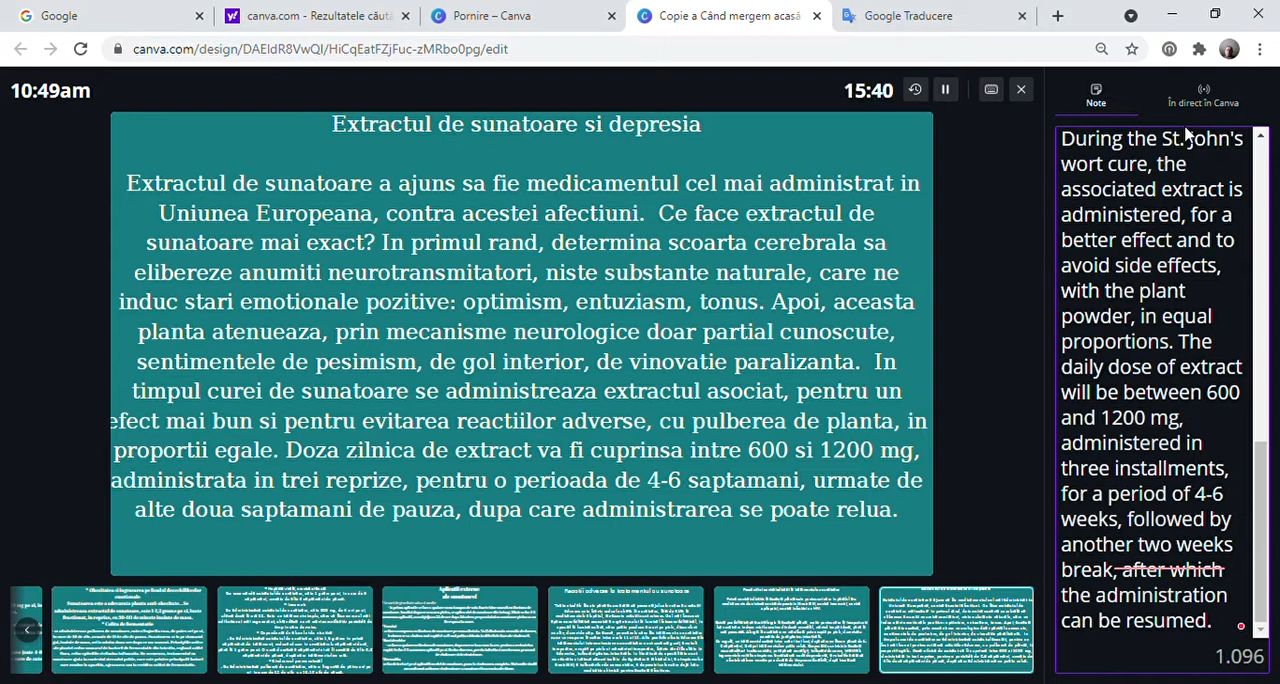 Google
canva.com - Rezultatele căută
Pornire – Canva
Copie a Când mergem acasă
Google Traducere
canva.com/design/DAEldR8VwQI/HiCqEatFZjFuc-zMRbo0pg/edit
10:49am
15:40
Note
În direct în Canva
Extractul de sunatoare si depresia
Extractul de sunatoare a ajuns sa fie medicamentul cel mai administrat in
Uniunea Europeana, contra acestei afectiuni. Ce face extractul de
sunatoare mai exact? In primul rand, determina scoarta cerebrala sa
elibereze anumiti neurotransmitatori, niste substante naturale, care ne
induc stari emotionale pozitive: optimism, entuziasm, tonus. Apoi, aceasta
planta atenueaza, prin mecanisme neurologice doar partial cunoscute,
sentimentele de pesimism, de gol interior, de vinovatie paralizanta. In
timpul curei de sunatoare se administreaza extractul asociat, pentru un
efect mai bun si pentru evitarea reactiilor adverse, cu pulberea de planta, in
proportii egale. Doza zilnica de extract va fi cuprinsa intre 600 si 1200 mg,
administrata in trei reprize, pentru o perioada de 4-6 saptamani, urmate de
alte doua saptamani de pauza, dupa care administrarea se poate relua.
During the St. John's
wort cure, the
associated extract is
administered, for a
better effect and to
avoid side effects,
with the plant
powder, in equal
proportions. The
daily dose of extract
will be between 600
and 1200 mg,
administered in
three installments,
for a period of 4-6
weeks, followed by
another two weeks
break, after which
the administration
can be resumed.
1.096